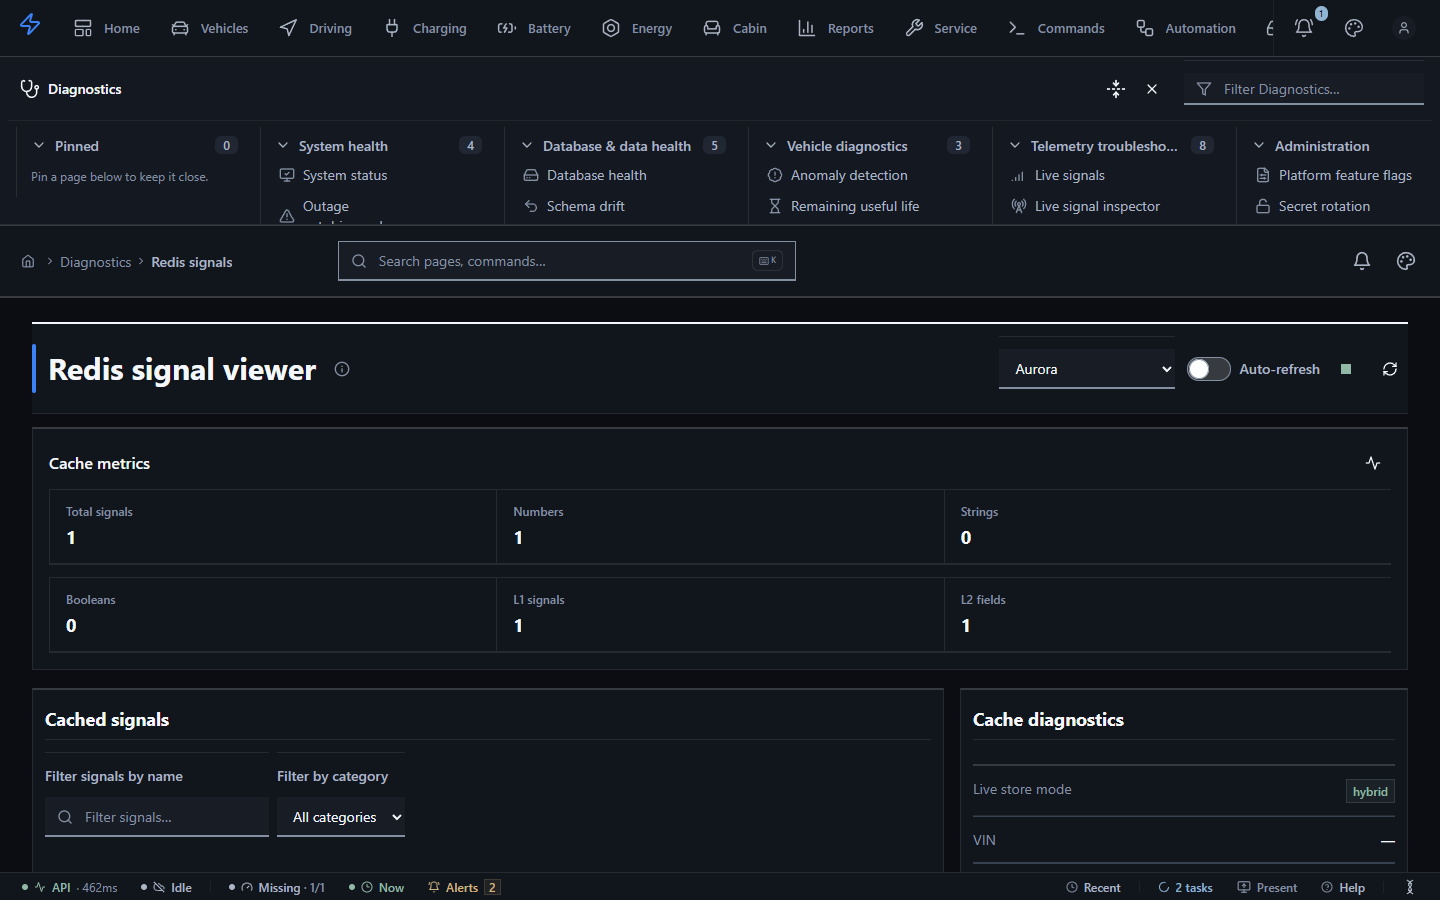 Home Vehicles Driving Charging Battery Energy Cabin Reports Service Commands Automation 1
Diagnostics Filter Diagnostics...
Pinned 0 System health 4 Database & data health 5 Vehicle diagnostics 3 Telemetry troublesho... 8 Administration
Pin a page below to keep it close. System status Database health Anomaly detection Live signals Platform feature flags
Outage Schema drift Remaining useful life Live signal inspector Secret rotation
Diagnostics Redis signals Search pages, commands... K
Redis signal viewer Aurora Auto-refresh
Cache metrics
Total signals Numbers Strings
1 1 0
Booleans L1 signals L2 fields
0 1 1
Cached signals Cache diagnostics
Filter signals by name Filter by category
Live store mode hybrid
Filter signals... All categories
VIN —
API · 462ms Idle Missing · 1/1 Now Alerts 2 Recent 2 tasks Present Help